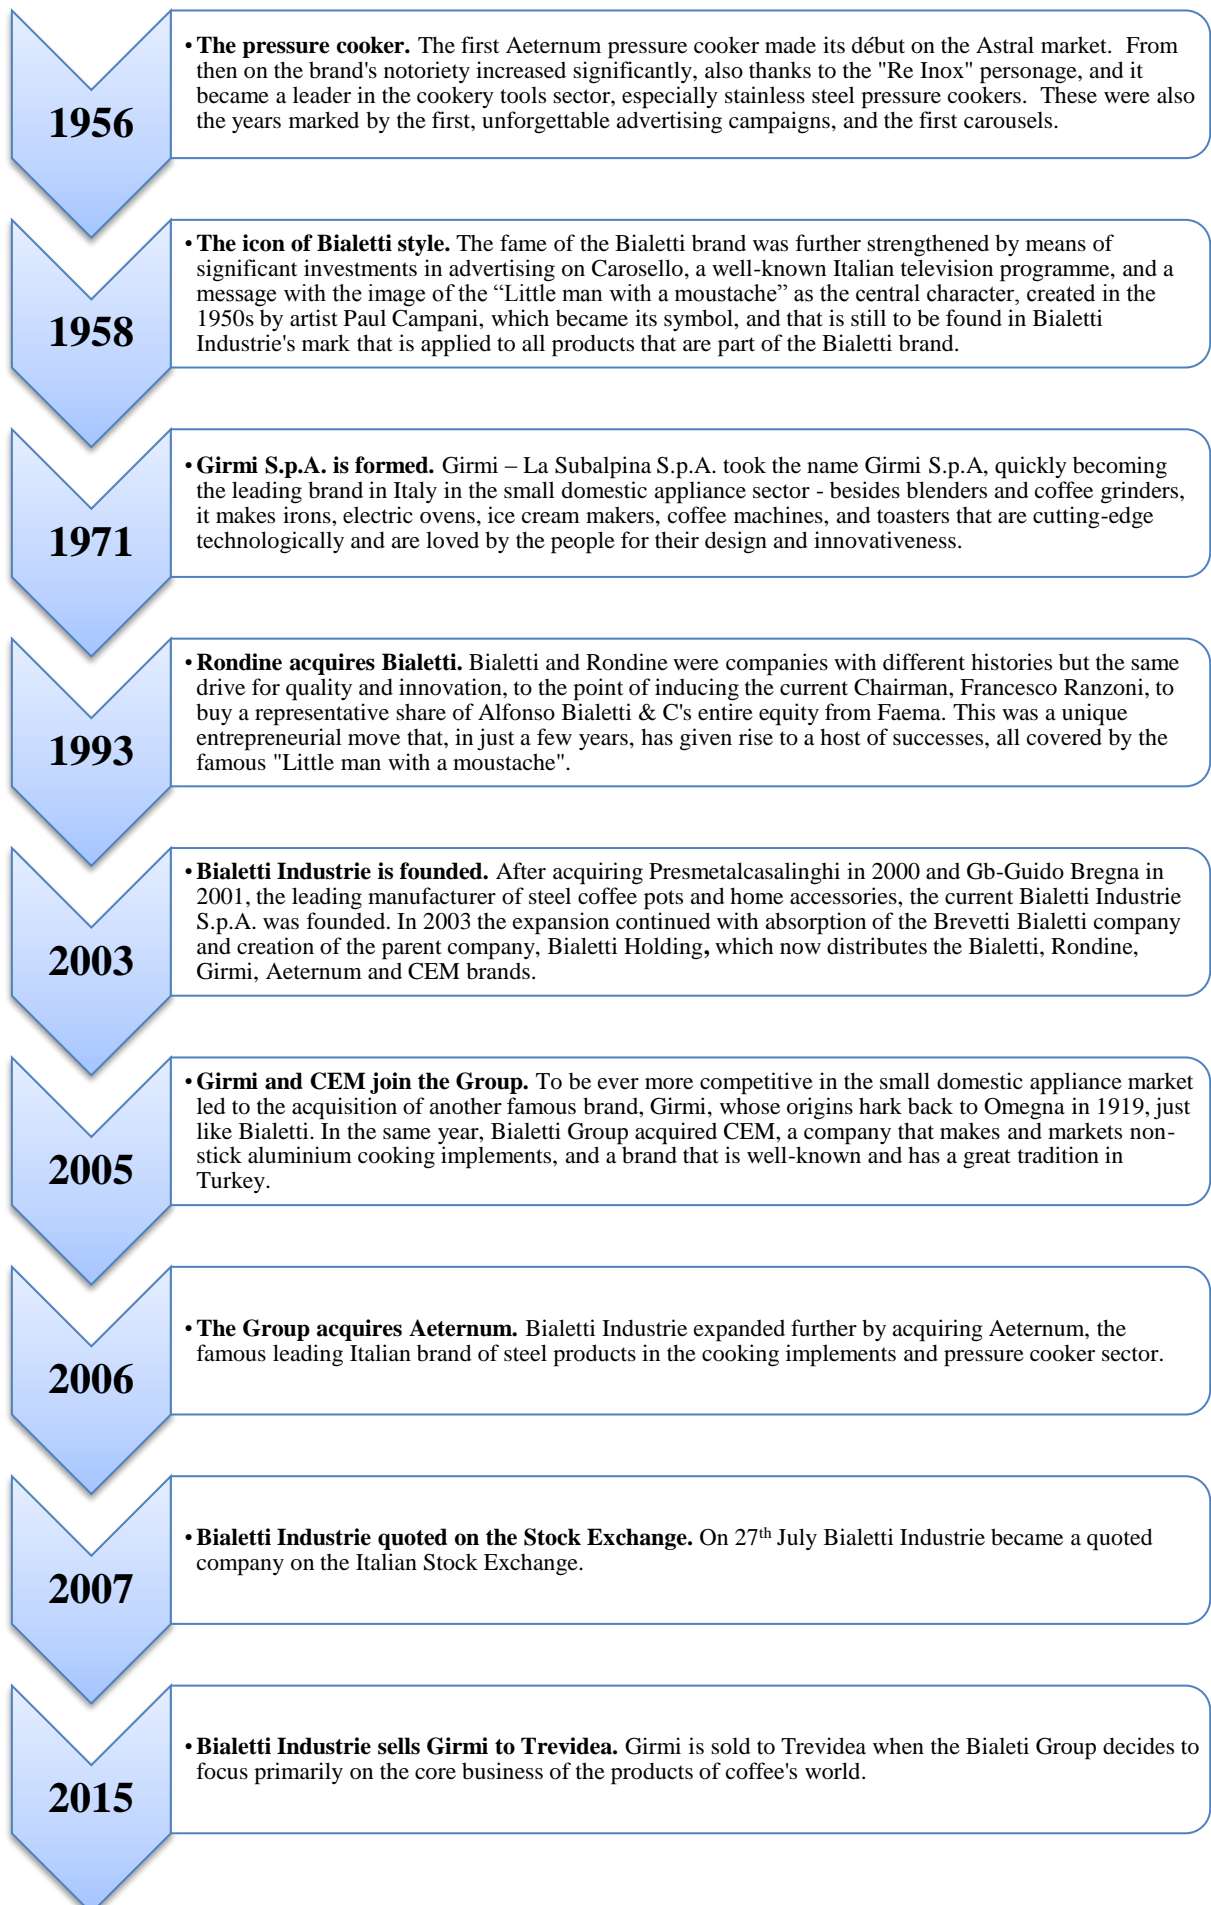 1956
• The pressure cooker. The first Aeternum pressure cooker made its début on the Astral market.  From
then on the brand's notoriety increased significantly, also thanks to the "Re Inox" personage, and it
became a leader in the cookery tools sector, especially stainless steel pressure cookers.  These were also
the years marked by the first, unforgettable advertising campaigns, and the first carousels.
1958
• The icon of Bialetti style. The fame of the Bialetti brand was further strengthened by means of
significant investments in advertising on Carosello, a well-known Italian television programme, and a
message with the image of the “Little man with a moustache” as the central character, created in the
1950s by artist Paul Campani, which became its symbol, and that is still to be found in Bialetti
Industrie's mark that is applied to all products that are part of the Bialetti brand.
1971
• Girmi S.p.A. is formed. Girmi – La Subalpina S.p.A. took the name Girmi S.p.A, quickly becoming
the leading brand in Italy in the small domestic appliance sector - besides blenders and coffee grinders,
it makes irons, electric ovens, ice cream makers, coffee machines, and toasters that are cutting-edge
technologically and are loved by the people for their design and innovativeness.
1993
• Rondine acquires Bialetti. Bialetti and Rondine were companies with different histories but the same
drive for quality and innovation, to the point of inducing the current Chairman, Francesco Ranzoni, to
buy a representative share of Alfonso Bialetti & C's entire equity from Faema. This was a unique
entrepreneurial move that, in just a few years, has given rise to a host of successes, all covered by the
famous "Little man with a moustache".
2003
• Bialetti Industrie is founded. After acquiring Presmetalcasalinghi in 2000 and Gb-Guido Bregna in
2001, the leading manufacturer of steel coffee pots and home accessories, the current Bialetti Industrie
S.p.A. was founded. In 2003 the expansion continued with absorption of the Brevetti Bialetti company
and creation of the parent company, Bialetti Holding, which now distributes the Bialetti, Rondine,
Girmi, Aeternum and CEM brands.
2005
• Girmi and CEM join the Group. To be ever more competitive in the small domestic appliance market
led to the acquisition of another famous brand, Girmi, whose origins hark back to Omegna in 1919, just
like Bialetti. In the same year, Bialetti Group acquired CEM, a company that makes and markets non-
stick aluminium cooking implements, and a brand that is well-known and has a great tradition in
Turkey.
2006
• The Group acquires Aeternum. Bialetti Industrie expanded further by acquiring Aeternum, the
famous leading Italian brand of steel products in the cooking implements and pressure cooker sector.
2007
• Bialetti Industrie quoted on the Stock Exchange. On 27th July Bialetti Industrie became a quoted
company on the Italian Stock Exchange.
2015
• Bialetti Industrie sells Girmi to Trevidea. Girmi is sold to Trevidea when the Bialeti Group decides to
focus primarily on the core business of the products of coffee's world.